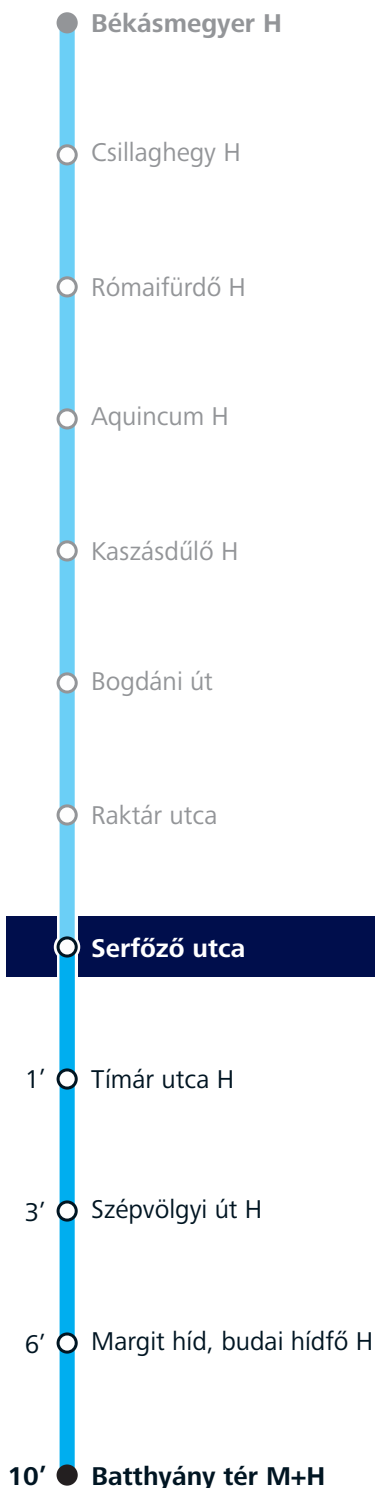 Békásmegyer H
Csillaghegy H
Rómaifürdő H
Aquincum H
Kaszásdűlő H
Bogdáni út
Raktár utca
Serfőző utca
1’ Tímár utca H
3’ Szépvölgyi út H
6’ Margit híd, budai hídfő H
10’ Batthyány tér M+H